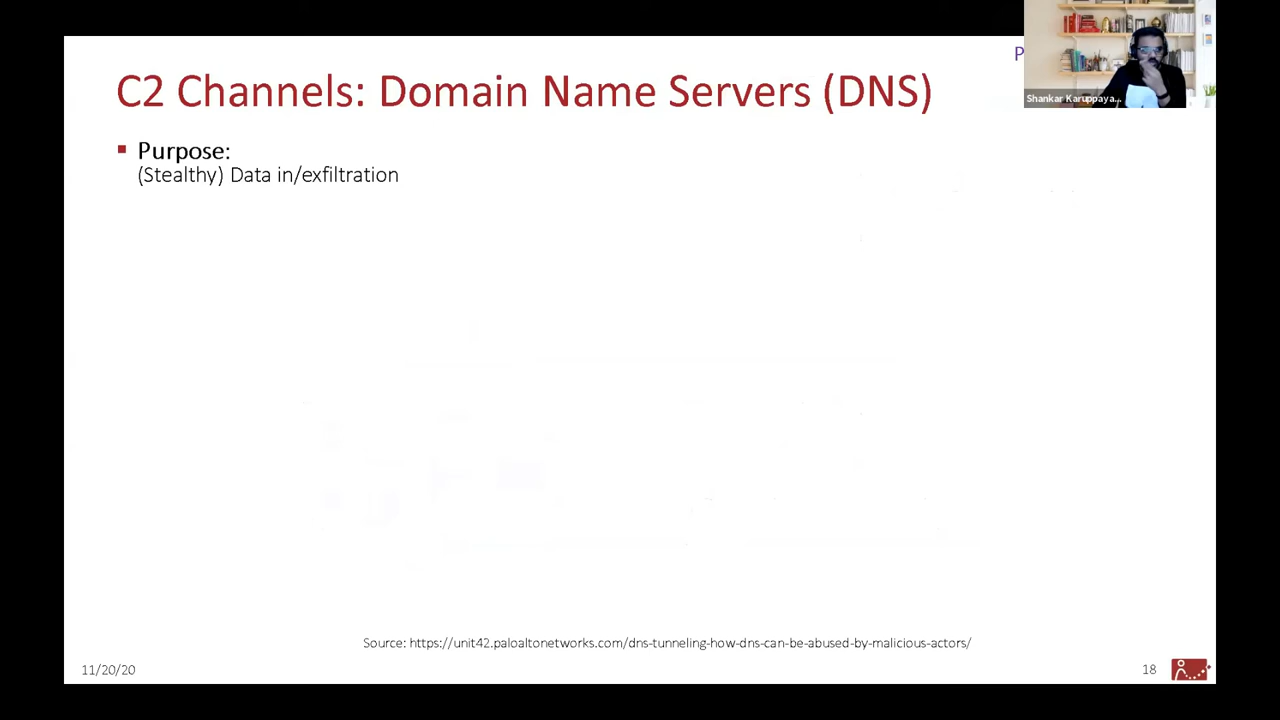 C2 Channels: Domain Name Servers (DNS)
Shankar Karuppaya...
Purpose:
(Stealthy) Data in/exfiltration
Source: https://unit42.paloaltonetworks.com/dns-tunneling-how-dns-can-be-abused-by-malicious-actors/
11/20/20
18